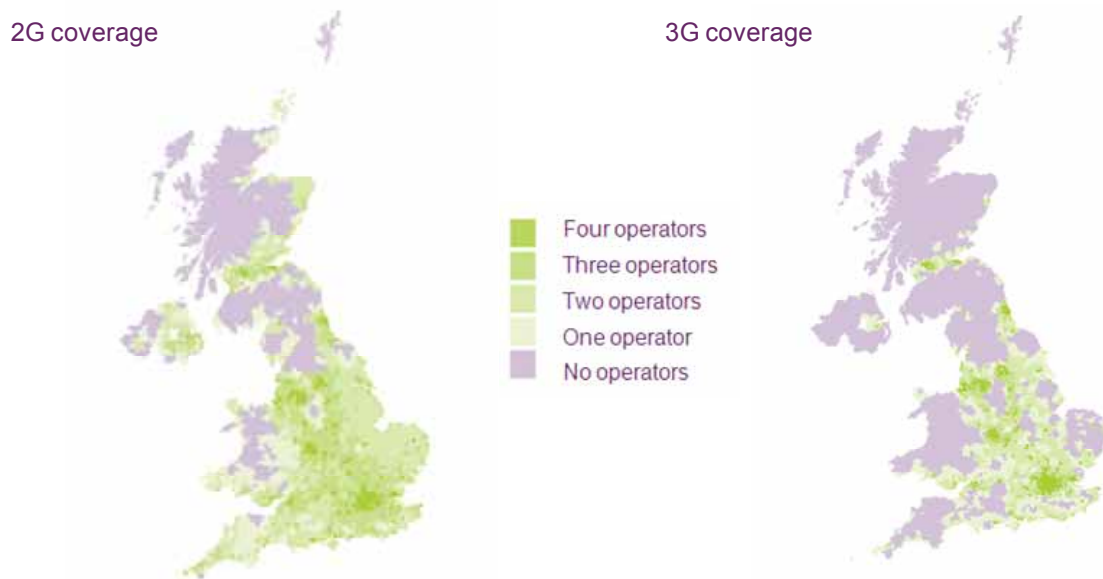 2G coverage
3G coverage
Four operators
Three operators
Two operators
One operator
No operators